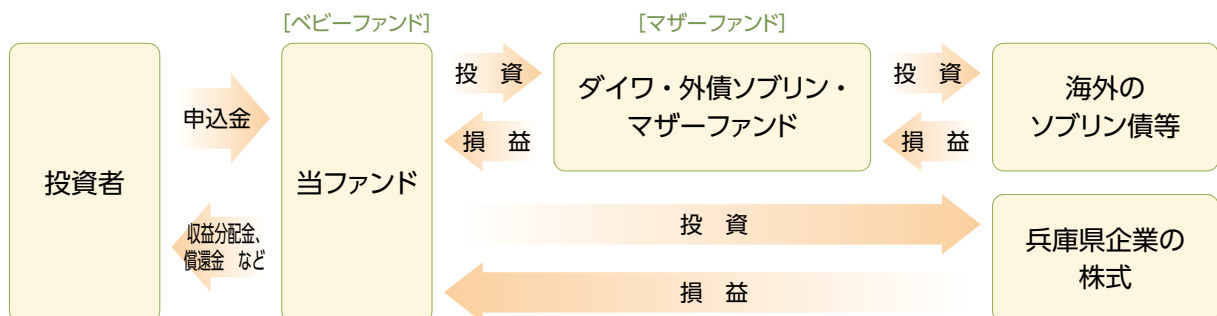 [ベビーファンド]
[マザーファンド]
投資者
申込金
収益分配金、
償還金 など
当ファンド
投 資
損 益
ダイワ・外債ソブリン・
マザーファンド
投 資
損 益
海外の
ソブリン債等
投 資
損 益
兵庫県企業の
株式